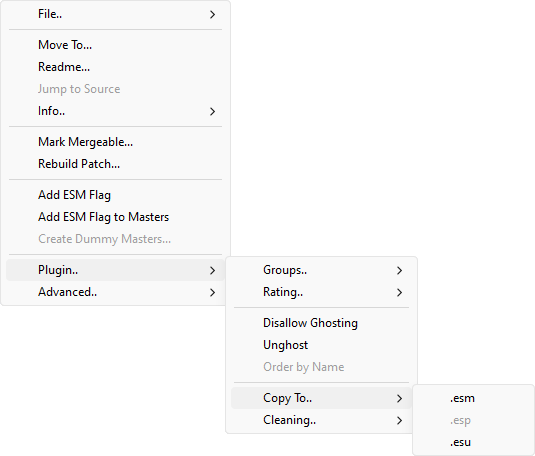 File..
Move To...
Readme...
Jump to Source
Info..
Mark Mergeable...
Rebuild Patch...
Add ESM Flag
Add ESM Flag to Masters
Create Dummy Masters...
Plugin..
Advanced..
Groups..
Rating..
Disallow Ghosting
Unghost
Order by Name
Copy To..
Cleaning..
.esm
.esp
.esu